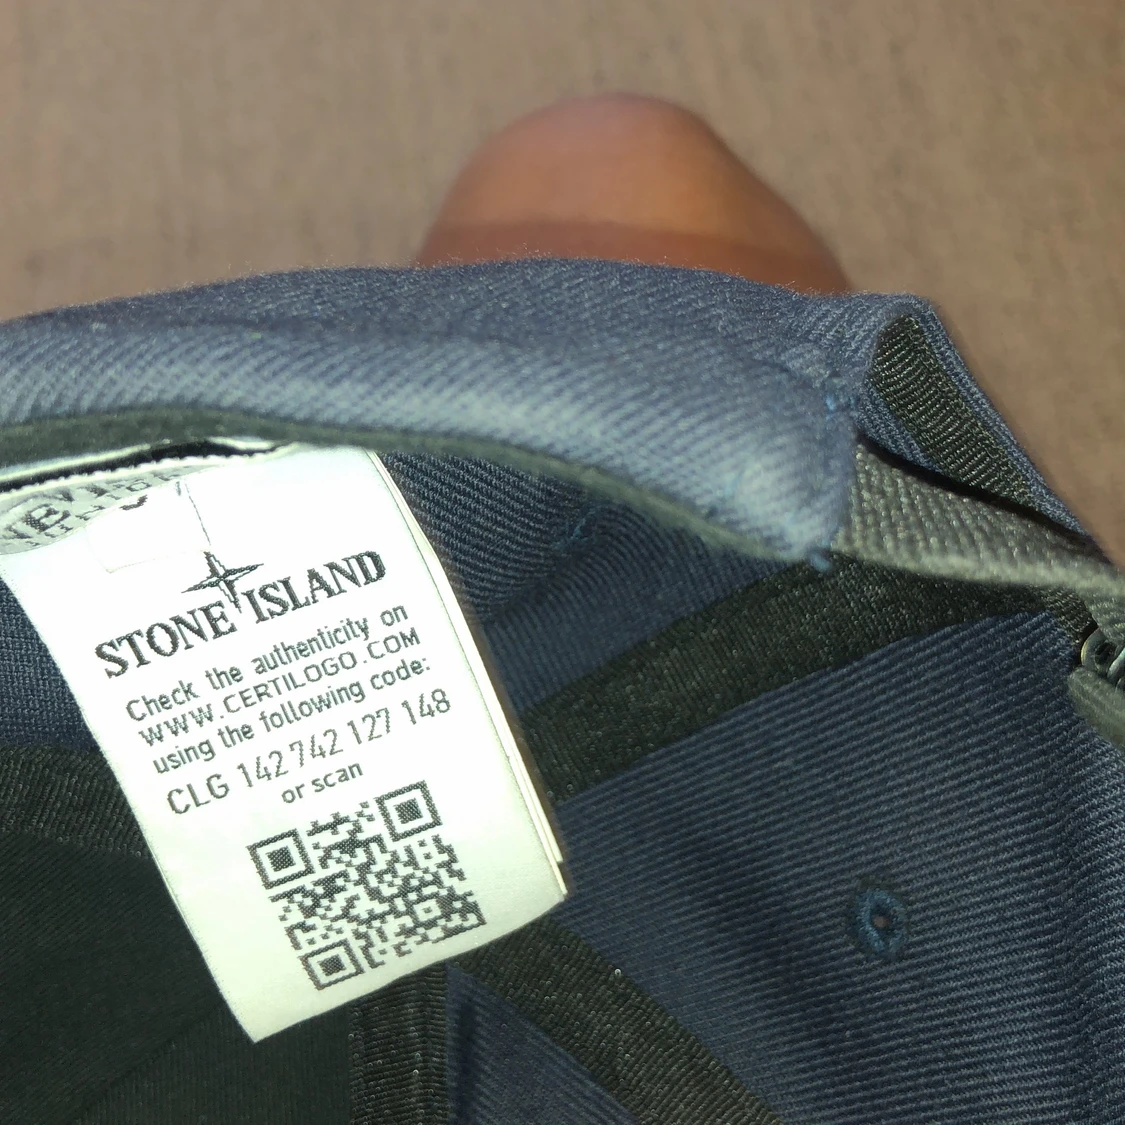 STONE ISLAND
Check the authenticity on
WWW.CERTILOGO.COM
using the following code:
CLG 142 742 127 148
or scan